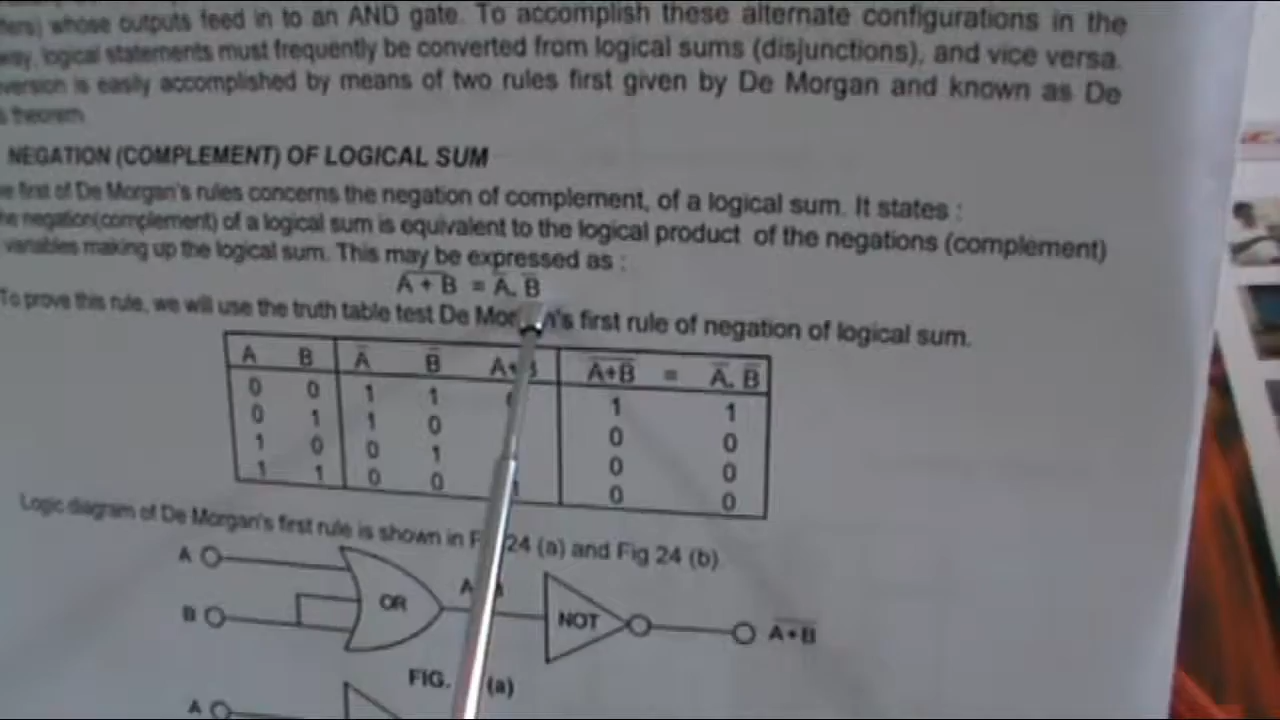 whose outputs feed in to an AND gate. To accomplish these alternate configurations in the
way, logical statements must frequently be converted from logical sums (disjunctions), and vice versa.
is easily accomplished by means of two rules first given by De Morgan and known as De
theorem
NEGATION (COMPLEMENT) OF LOGICAL SUM
first of De Morgan's rules concerns the negation of complement, of a logical sum. It states :
negation(complement) of a logical sum is equivalent to the logical product of the negations (complement)
variables making up the logical sum. This may be expressed as :
A̅ ̅+̅ ̅B̅ = A̅. B̅
To prove this rule, we will use the truth table test De 's first rule of negation of logical sum.
A B A̅ B̅ A̅+̅B̅ = A̅. B̅
0 0 1 1 1 1
0 1 1 0 0 0
1 0 0 1 0 0
1 1 0 0 1 0 0
Logic diagram of De Morgan's first rule is shown in 24 (a) and Fig 24 (b)
A
B
OR
A
NOT
A̅+̅B̅
FIG. (a)
A